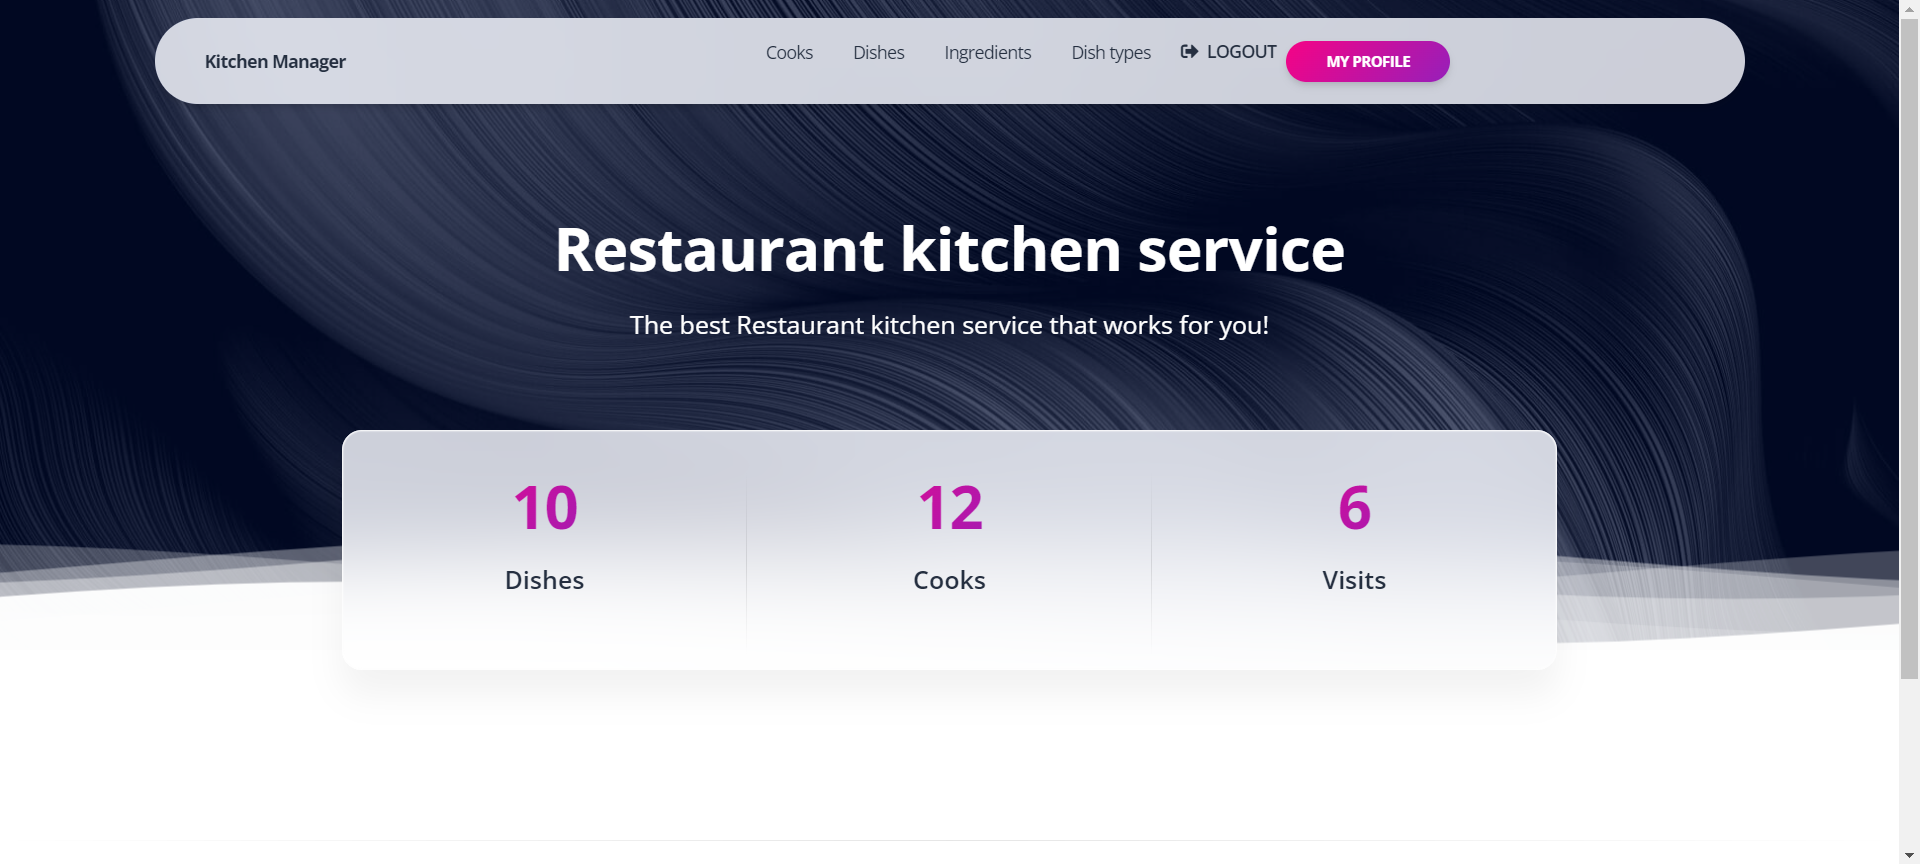 Kitchen Manager
Cooks
Dishes
Ingredients
Dish types
LOGOUT
MY PROFILE
Restaurant kitchen service
The best Restaurant kitchen service that works for you!
10
Dishes
12
Cooks
6
Visits